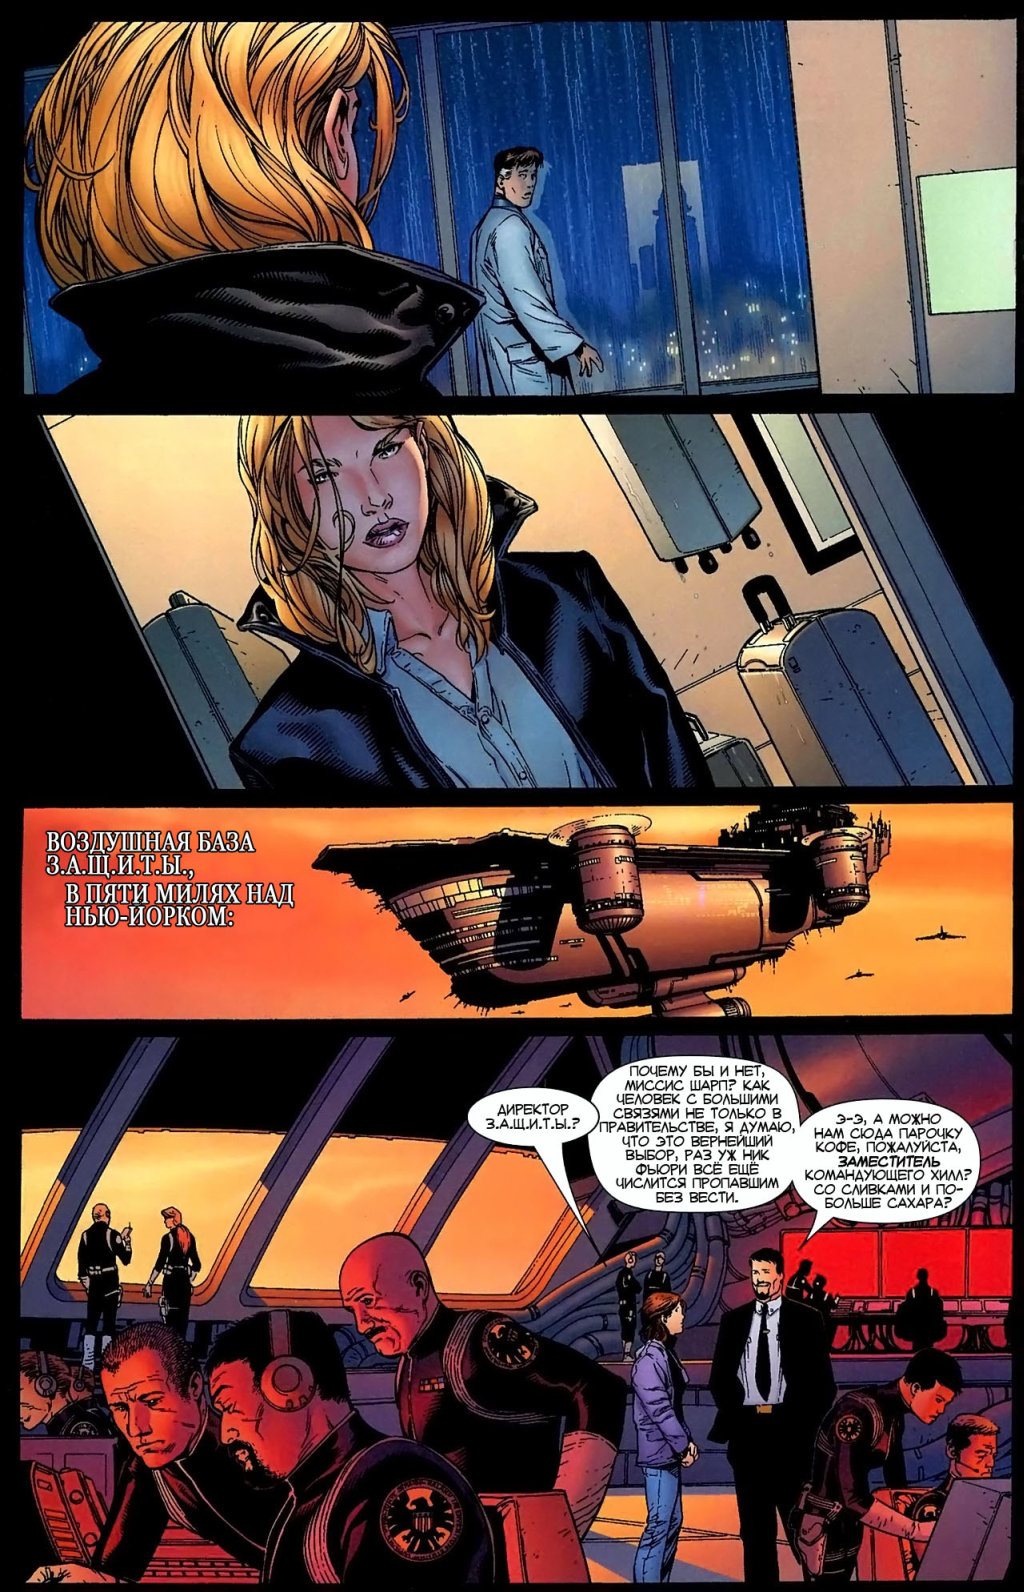 ВОЗДУШНАЯ БАЗА
З.А.Щ.И.Т.Ы.,
В ПЯТИ МИЛЯХ НАД
НЬЮ-ЙОРКОМ:
ДИРЕКТОР
З.А.Щ.И.Т.Ы.?
ПОЧЕМУ БЫ И НЕТ,
МИССИС ШАРП? КАК
ЧЕЛОВЕК С БОЛЬШИМИ
СВЯЗЯМИ НЕ ТОЛЬКО В
ПРАВИТЕЛЬСТВЕ, Я ДУМАЮ,
ЧТО ЭТО ВЕРНЕЙШИЙ
ВЫБОР, РАЗ УЖ НИК
ФЬЮРИ ВСЁ ЕЩЁ
ЧИСЛИТСЯ ПРОПАВШИМ
БЕЗ ВЕСТИ.
Э-Э, А МОЖНО
НАМ СЮДА ПАРОЧКУ
КОФЕ, ПОЖАЛУЙСТА,
ЗАМЕСТИТЕЛЬ
КОМАНДУЮЩЕГО ХИЛЛ?
СО СЛИВКАМИ И ПО-
БОЛЬШЕ САХАРА?